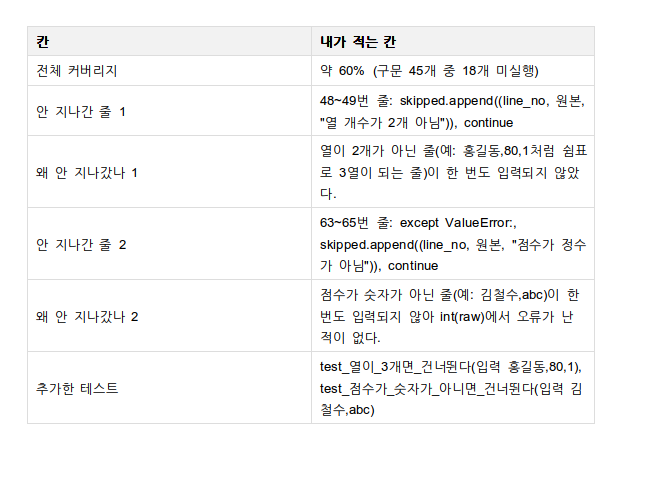 칸
내가 적는 칸
전체 커버리지
약 60% (구문 45개 중 18개 미실행)
안 지나간 줄 1
48~49번 줄: skipped.append((line_no, 원본,
"열 개수가 2개 아님")), continue
왜 안 지나갔나 1
열이 2개가 아닌 줄(예: 홍길동,80,1처럼 쉼표
로 3열이 되는 줄)이 한 번도 입력되지 않았
다.
안 지나간 줄 2
63~65번 줄: except ValueError:,
skipped.append((line_no, 원본, "점수가 정수
가 아님")), continue
왜 안 지나갔나 2
점수가 숫자가 아닌 줄(예: 김철수,abc)이 한
번도 입력되지 않아 int(raw)에서 오류가 난
적이 없다.
추가한 테스트
test_열이_3개면_건너뛴다(입력 홍길동,80,1),
test_점수가_숫자가_아니면_건너뛴다(입력 김
철수,abc)